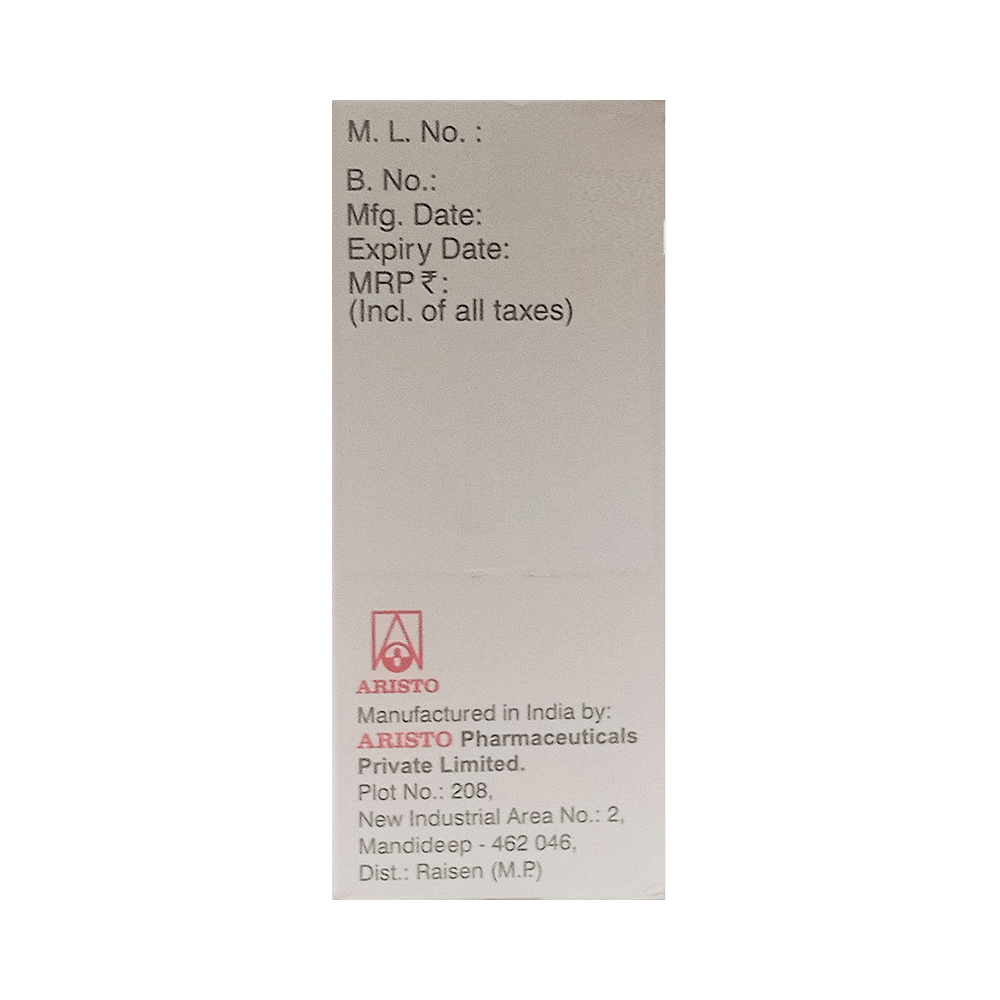 M. L. No. :
B. No.:
Mfg. Date:
Expiry Date:
MRP ₹:
(Incl. of all taxes)
ARISTO
Manufactured in India by:
ARISTO Pharmaceuticals
Private Limited.
Plot No.: 208,
New Industrial Area No.: 2,
Mandideep - 462 046,
Dist.: Raisen (M.P.)